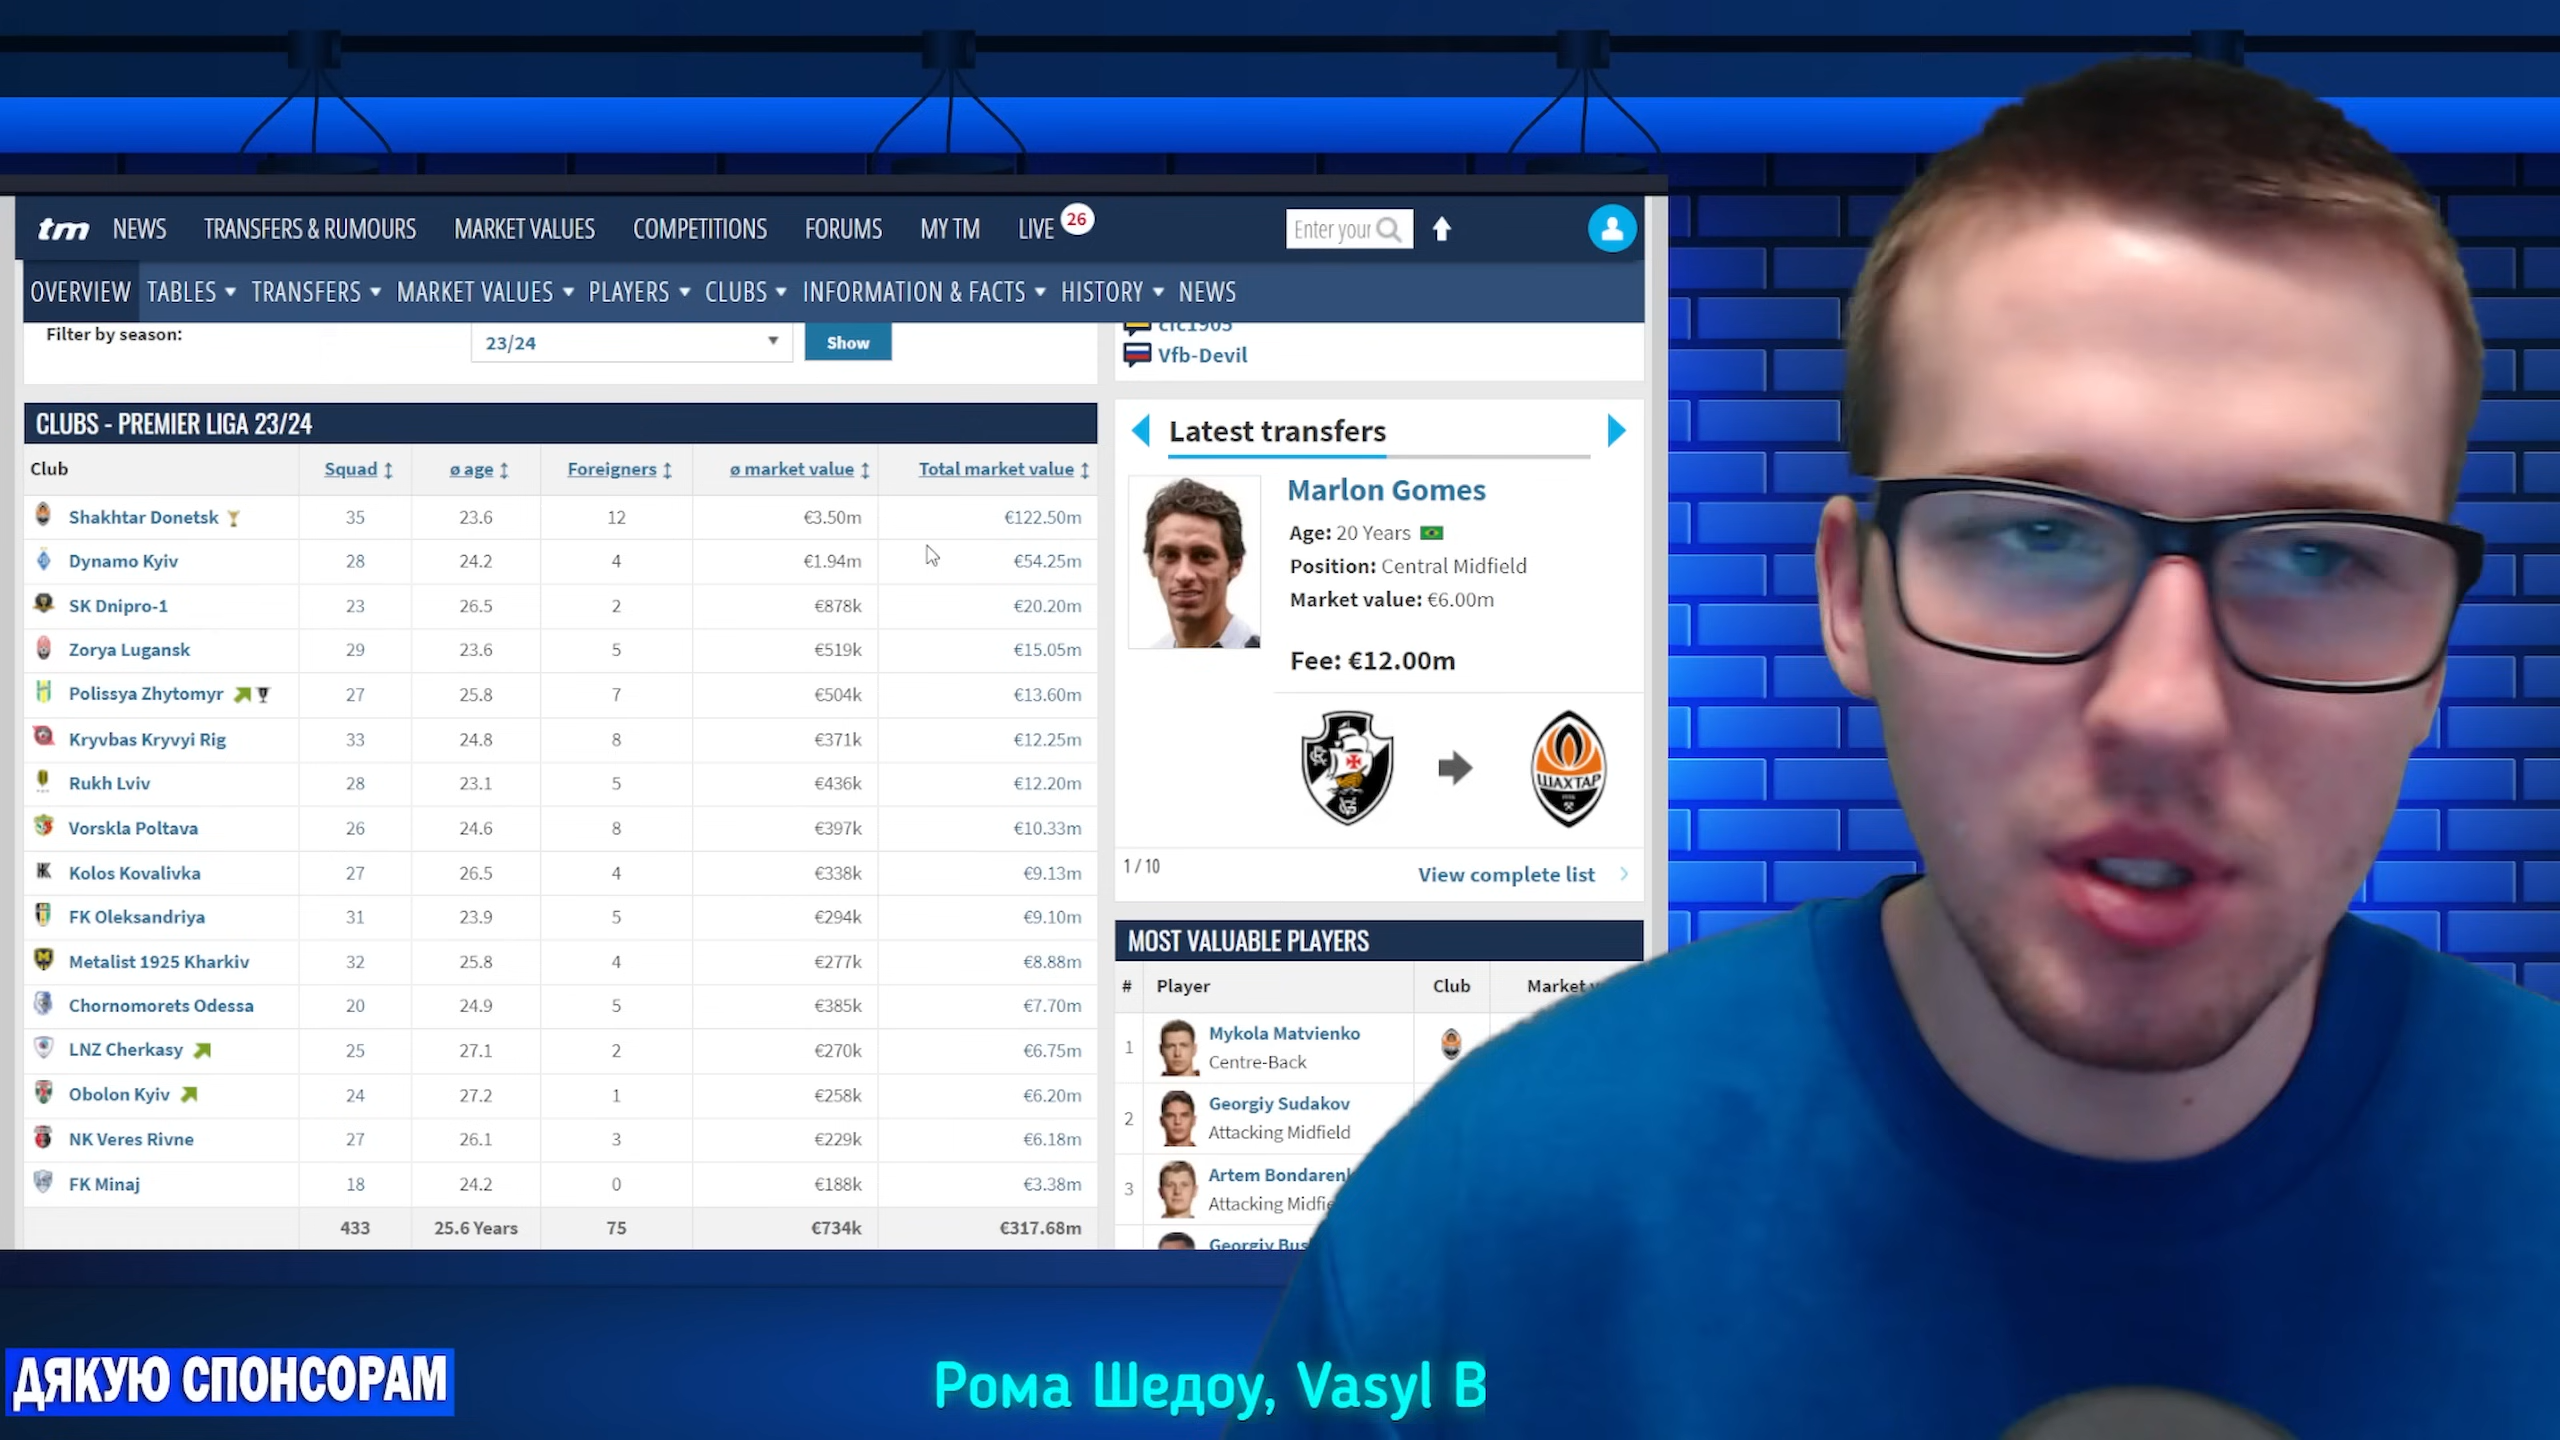 tm NEWS TRANSFERS & RUMOURS MARKET VALUES COMPETITIONS FORUMS MY TM LIVE 26 Enter your
OVERVIEW TABLES TRANSFERS MARKET VALUES PLAYERS CLUBS INFORMATION & FACTS HISTORY NEWS
Filter by season: 23/24 Show
cfc1905
Vfb-Devil
CLUBS - PREMIER LIGA 23/24
Club Squad ø age Foreigners ø market value Total market value
Shakhtar Donetsk 35 23.6 12 €3.50m €122.50m
Dynamo Kyiv 28 24.2 4 €1.94m €54.25m
SK Dnipro-1 23 26.5 2 €878k €20.20m
Zorya Lugansk 29 23.6 5 €519k €15.05m
Polissya Zhytomyr 27 25.8 7 €504k €13.60m
Kryvbas Kryvyi Rig 33 24.8 8 €371k €12.25m
Rukh Lviv 28 23.1 5 €436k €12.20m
Vorskla Poltava 26 24.6 8 €397k €10.33m
Kolos Kovalivka 27 26.5 4 €338k €9.13m
FK Oleksandriya 31 23.9 5 €294k €9.10m
Metalist 1925 Kharkiv 32 25.8 4 €277k €8.88m
Chornomorets Odessa 20 24.9 5 €385k €7.70m
LNZ Cherkasy 25 27.1 2 €270k €6.75m
Obolon Kyiv 24 27.2 1 €258k €6.20m
NK Veres Rivne 27 26.1 3 €229k €6.18m
FK Minaj 18 24.2 0 €188k €3.38m
433 25.6 Years 75 €734k €317.68m
Latest transfers
Marlon Gomes
Age: 20 Years
Position: Central Midfield
Market value: €6.00m
Fee: €12.00m
ШАХТАР
1 / 10 View complete list
MOST VALUABLE PLAYERS
# Player Club Market
1 Mykola Matvienko
Centre-Back
2 Georgiy Sudakov
Attacking Midfield
3 Artem Bondaren
Attacking Midfie
Georgiy Bus
ДЯКУЮ СПОНСОРАМ
Рома Шедоу, Vasyl B